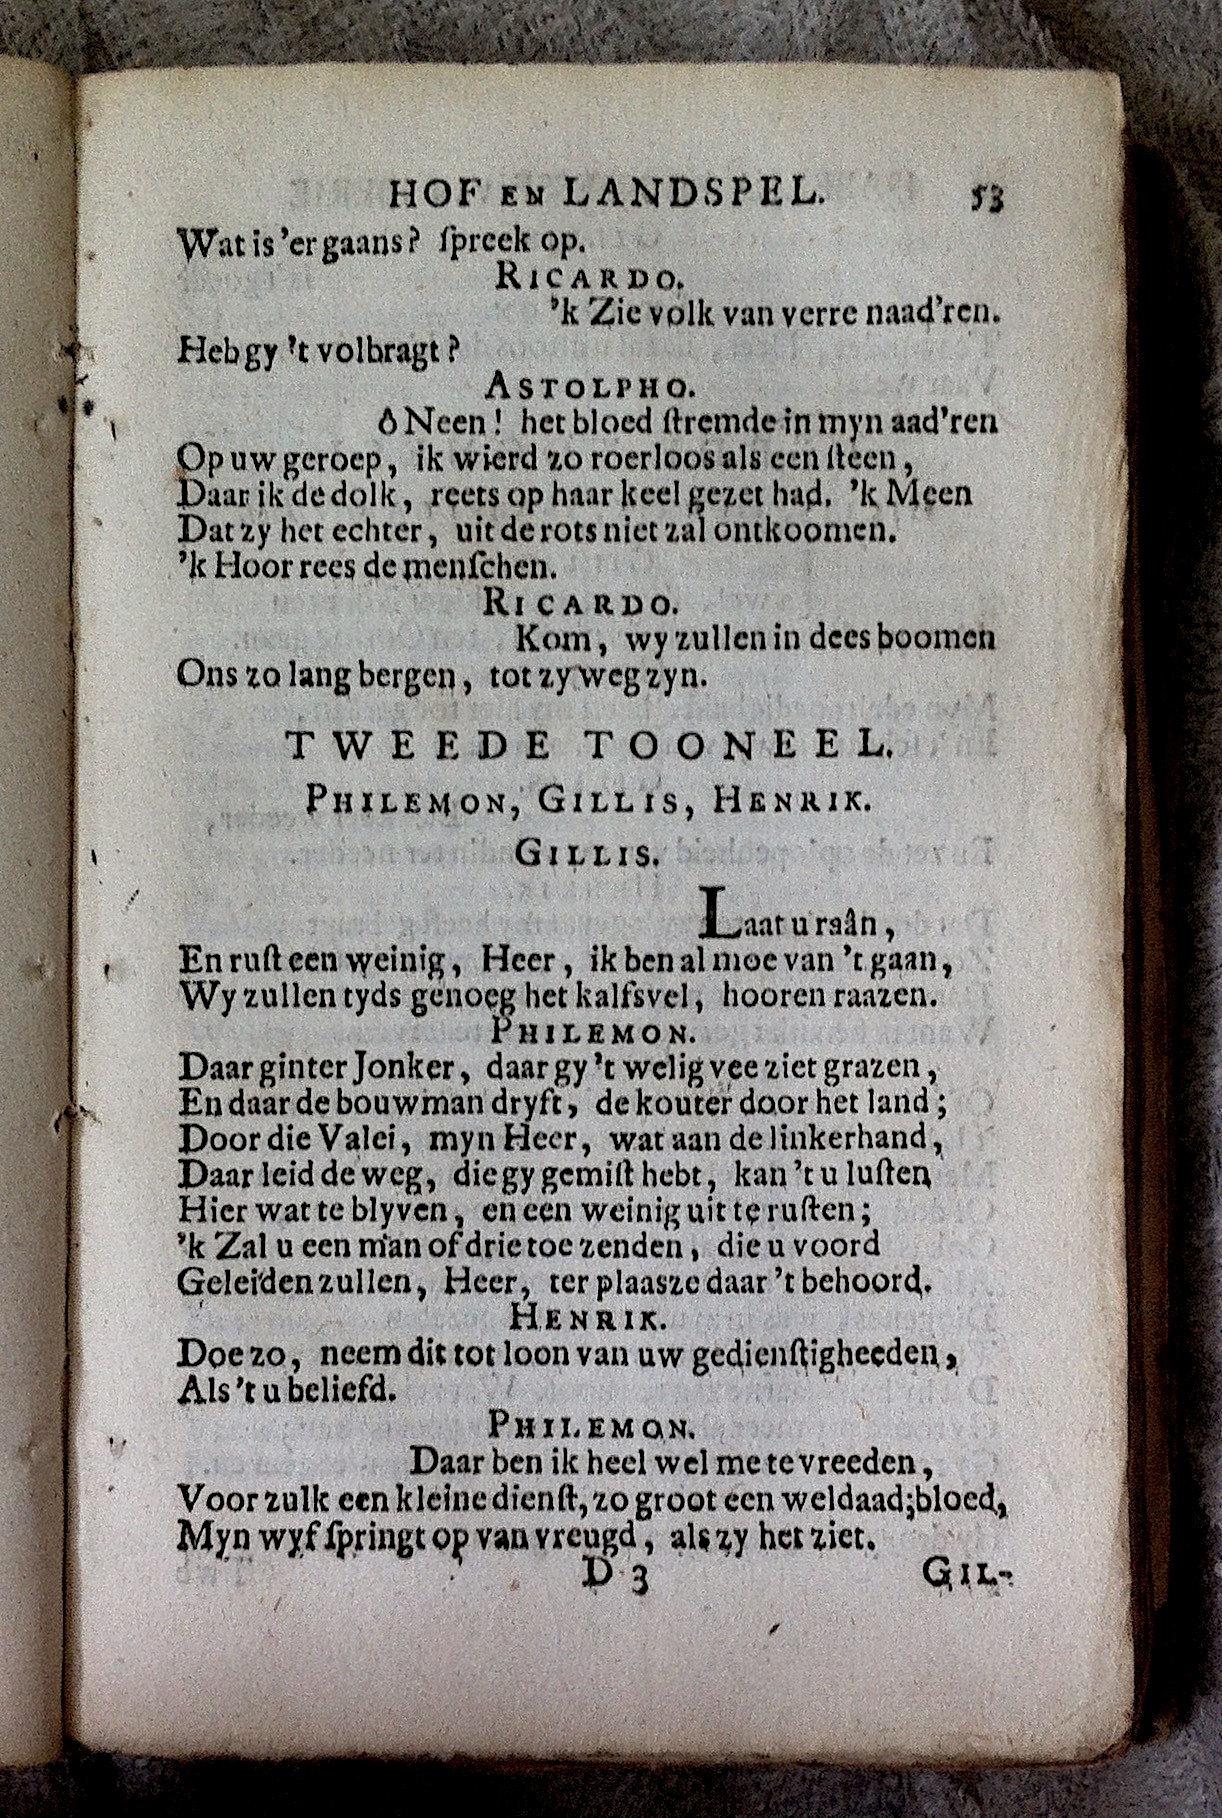 HOF EN LANDSPEL. 53
Wat is 'er gaans? ſpreek op.
RICARDO.
'k Zie volk van verre naad'ren.
Heb gy 't volbragt?
ASTOLPHO.
ô Neen! het bloed ſtremde in myn aad'ren
Op uw geroep, ik wierd zo roerloos als een ſteen,
Daar ik de dolk, reets op haar keel gezet had. 'k Meen
Dat zy het echter, uit de rots niet zal ontkoomen.
'k Hoor rees de menſchen.
RICARDO.
Kom, wy zullen in dees boomen
Ons zo lang bergen, tot zy weg zyn.
TWEEDE TOONEEL.
PHILEMON, GILLIS, HENRIK.
GILLIS.
Laat u raân,
En ruſt een weinig, Heer, ik ben al moe van 't gaan,
Wy zullen tyds genoeg het kalfsvel, hooren raazen.
PHILEMON.
Daar ginter Jonker, daar gy 't welig vee ziet grazen,
En daar de bouwman dryft, de kouter door het land;
Door die Valei, myn Heer, wat aan de linkerhand,
Daar leid de weg, die gy gemiſt hebt, kan 't u luſten
Hier wat te blyven, en een weinig uit te ruſten;
'k Zal u een man of drie toe zenden, die u voord
Geleiden zullen, Heer, ter plaasze daar 't behoord.
HENRIK.
Doe zo, neem dit tot loon van uw gedienſtigheeden,
Als 't u beliefd.
PHILEMON.
Daar ben ik heel wel me te vreeden,
Voor zulk een kleine dienſt, zo groot een weldaad; bloed,
Myn wyf ſpringt op van vreugd, als zy het ziet.
D 3 GIL-